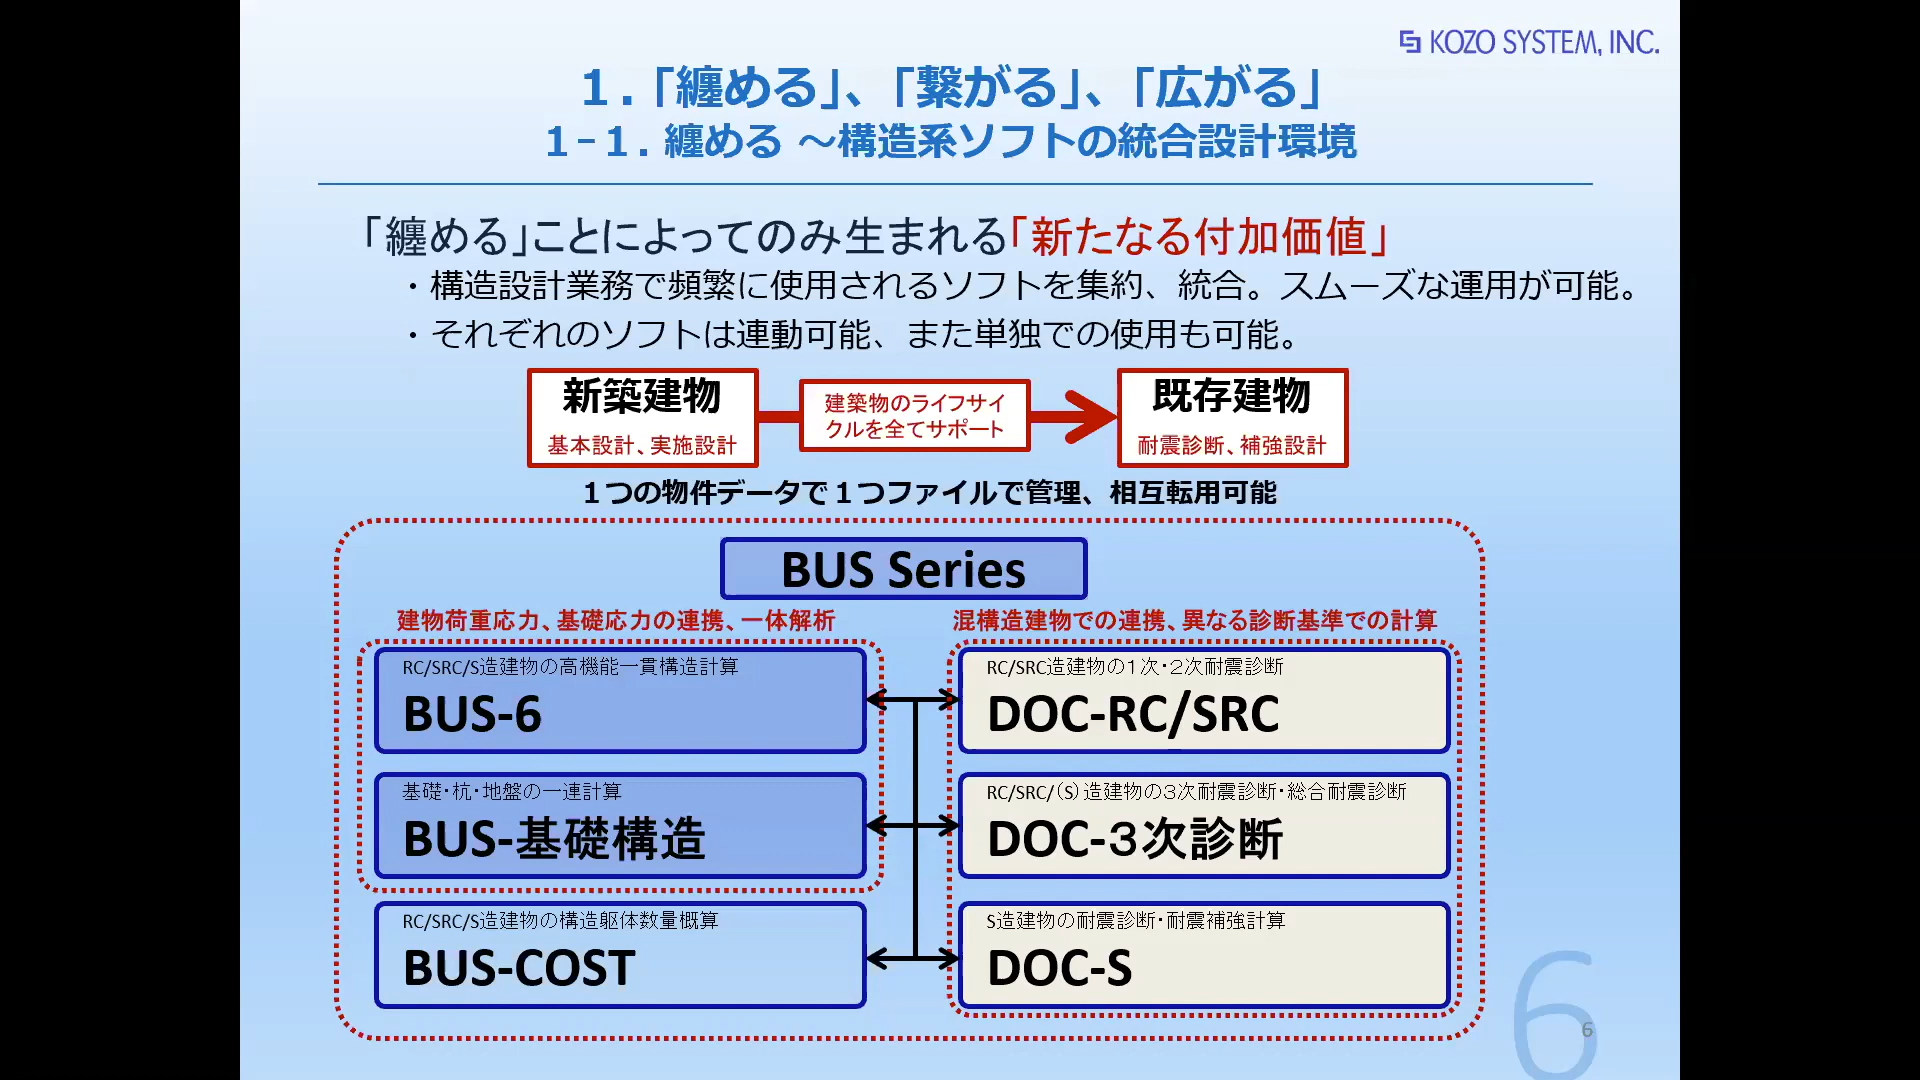 KOZO SYSTEM, INC.
１．「纏める」、「繋がる」、「広がる」
１－１．纏める ～構造系ソフトの統合設計環境
「纏める」ことによってのみ生まれる「新たなる付加価値」
・構造設計業務で頻繁に使用されるソフトを集約、統合。スムーズな運用が可能。
・それぞれのソフトは連動可能、また単独での使用も可能。
新築建物
基本設計、実施設計
建築物のライフサイ
クルを全てサポート
既存建物
耐震診断、補強設計
１つの物件データで１つファイルで管理、相互転用可能
BUS Series
建物荷重応力、基礎応力の連携、一体解析
混構造建物での連携、異なる診断基準での計算
RC/SRC/S造建物の高機能一貫構造計算
BUS-6
RC/SRC造建物の１次・２次耐震診断
DOC-RC/SRC
基礎・杭・地盤の一連計算
BUS-基礎構造
RC/SRC/（S）造建物の３次耐震診断・総合耐震診断
DOC-３次診断
RC/SRC/S造建物の構造躯体数量概算
BUS-COST
S造建物の耐震診断・耐震補強計算
DOC-S
6
6